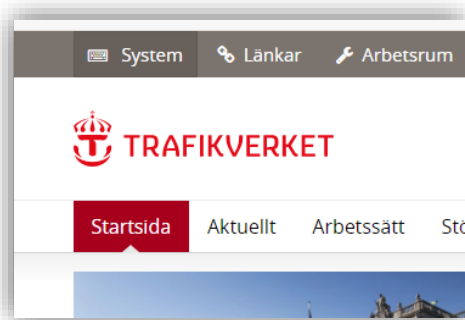 System Länkar Arbetsrum
TRAFIKVERKET
Startsida Aktuellt Arbetssätt